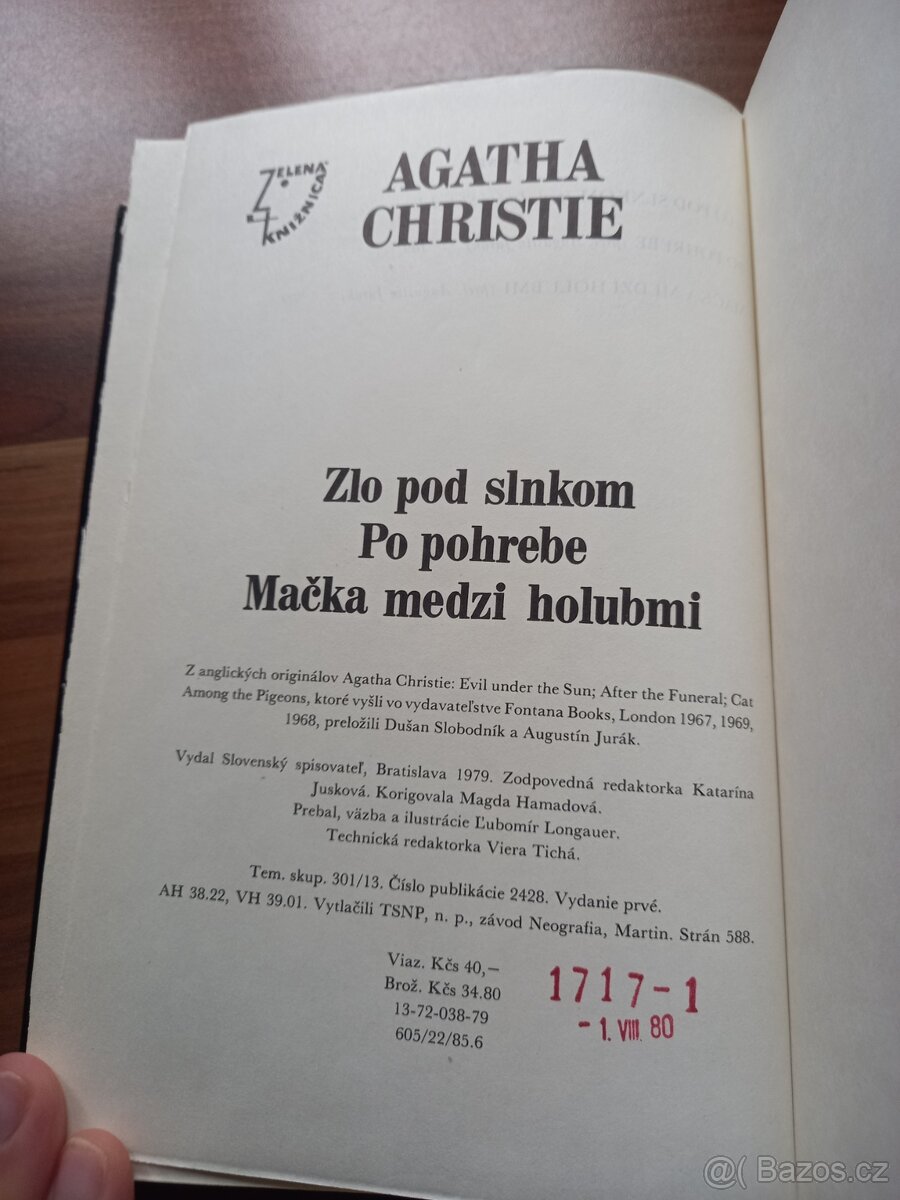 ZELENÁ
KNIŽNICA
AGATHA
CHRISTIE
Zlo pod slnkom
Po pohrebe
Mačka medzi holubmi
Z anglických originálov Agatha Christie: Evil under the Sun; After the Funeral; Cat
Among the Pigeons, ktoré vyšli vo vydavateľstve Fontana Books, London 1967, 1969,
1968, preložili Dušan Slobodník a Augustín Jurák.
Vydal Slovenský spisovateľ, Bratislava 1979. Zodpovedná redaktorka Katarína
Jusková. Korigovala Magda Hamadová.
Prebal, väzba a ilustrácie Ľubomír Longauer.
Technická redaktorka Viera Tichá.
Tem. skup. 301/13. Číslo publikácie 2428. Vydanie prvé.
AH 38.22, VH 39.01. Vytlačili TSNP, n. p., závod Neografia, Martin. Strán 588.
Viaz. Kčs 40,—
Brož. Kčs 34.80
13-72-038-79
605/22/85.6
1717-1
- 1. VIII. 80
@( Bazos.cz